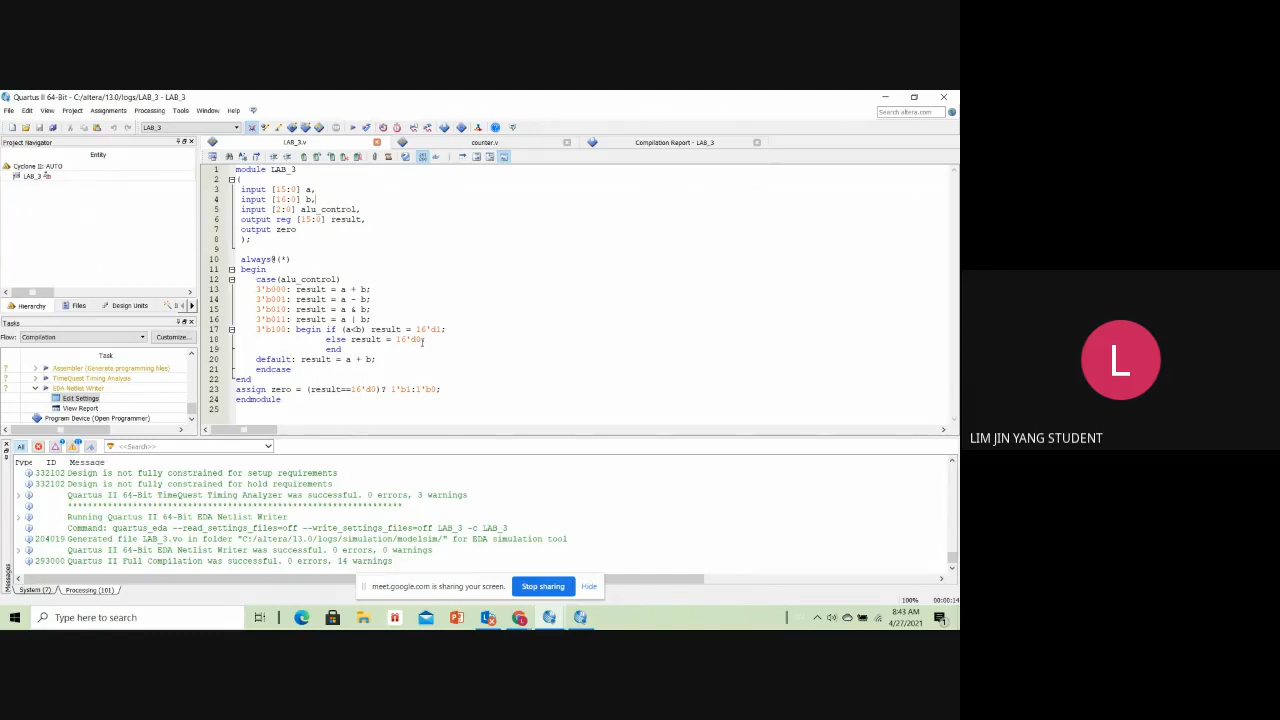 Quartus II 64-Bit - C:/altera/13.0/logs/LAB_3 - LAB_3
File Edit View Project Assignments Processing Tools Window Help
Search altera.com
LAB_3
Project Navigator
LAB_3.v
counter.v
Compilation Report - LAB_3
Entity
Cyclone III: AUTO
LAB_3
Hierarchy Files Design Units
Tasks
Flow: Compilation
Customize...
Task
Assembler (Generate programming files)
TimeQuest Timing Analysis
EDA Netlist Writer
Edit Settings
View Report
Program Device (Open Programmer)
1 module LAB_3
2 (
3 input [15:0] a,
4 input [16:0] b,
5 input [2:0] alu_control,
6 output reg [15:0] result,
7 output zero
8 );
9
10 always@(*)
11 begin
12 case(alu_control)
13 3'b000: result = a + b;
14 3'b001: result = a - b;
15 3'b010: result = a & b;
16 3'b011: result = a | b;
17 3'b100: begin if (a<b) result = 16'd1;
18 else result = 16'd0;
19 end
20 default: result = a + b;
21 endcase
22 end
23 assign zero = (result==16'd0)? 1'b1:1'b0;
24 endmodule
25
All
<<Search>>
Type ID Message
332102 Design is not fully constrained for setup requirements
332102 Design is not fully constrained for hold requirements
Quartus II 64-Bit TimeQuest Timing Analyzer was successful. 0 errors, 3 warnings
*******************************************************************
Running Quartus II 64-Bit EDA Netlist Writer
Command: quartus_eda --read_settings_files=off --write_settings_files=off LAB_3 -c LAB_3
204019 Generated file LAB_3.vo in folder "C:/altera/13.0/logs/simulation/modelsim/" for EDA simulation tool
Quartus II 64-Bit EDA Netlist Writer was successful. 0 errors, 0 warnings
293000 Quartus II Full Compilation was successful. 0 errors, 14 warnings
Messages
System (7) Processing (101)
meet.google.com is sharing your screen. Stop sharing Hide
100% 00:00:14
Type here to search
8:43 AM
4/27/2021
L
LIM JIN YANG STUDENT